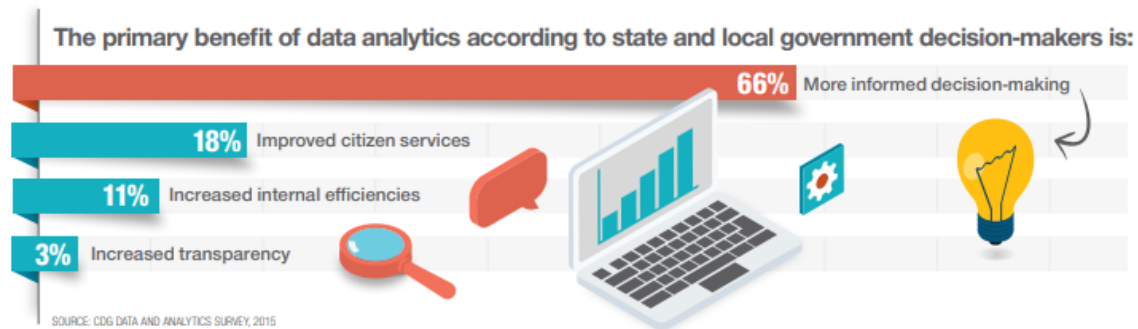 The primary benefit of data analytics according to state and local government decision-makers is:
66% More informed decision-making
18% Improved citizen services
11% Increased internal efficiencies
3% Increased transparency
SOURCE: CDG DATA AND ANALYTICS SURVEY, 2015